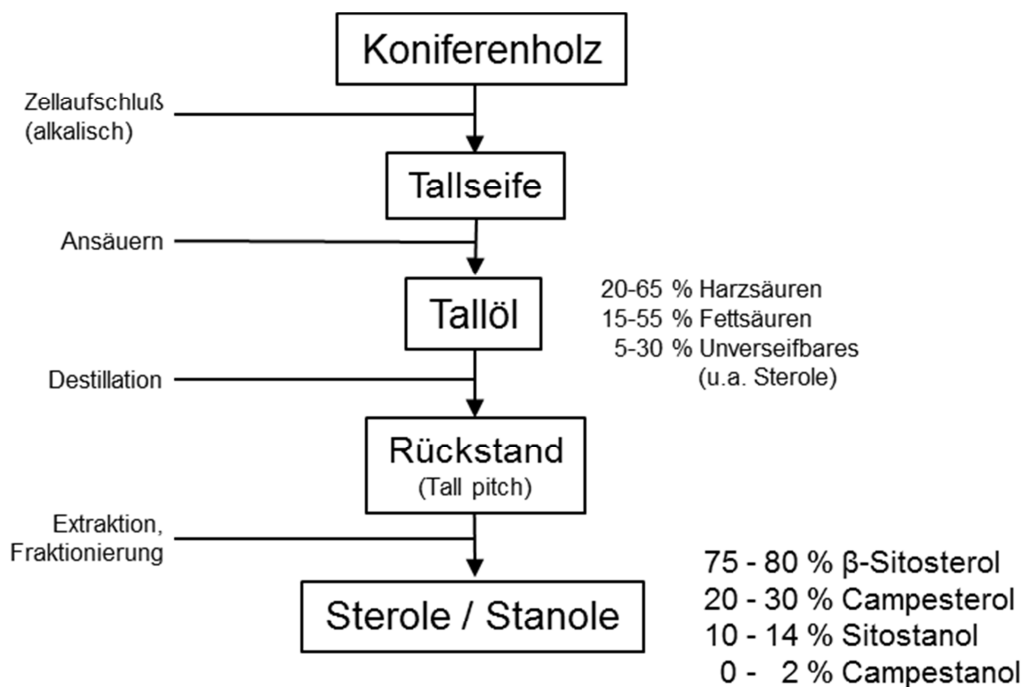 Koniferenholz
Zellaufschluß
(alkalisch)
Tallseife
Ansäuern
Tallöl
20-65 % Harzsäuren
15-55 % Fettsäuren
5-30 % Unverseifbares
(u.a. Sterole)
Destillation
Rückstand
(Tall pitch)
Extraktion,
Fraktionierung
Sterole / Stanole
75 - 80 % β-Sitosterol
20 - 30 % Campesterol
10 - 14 % Sitostanol
0 - 2 % Campestanol